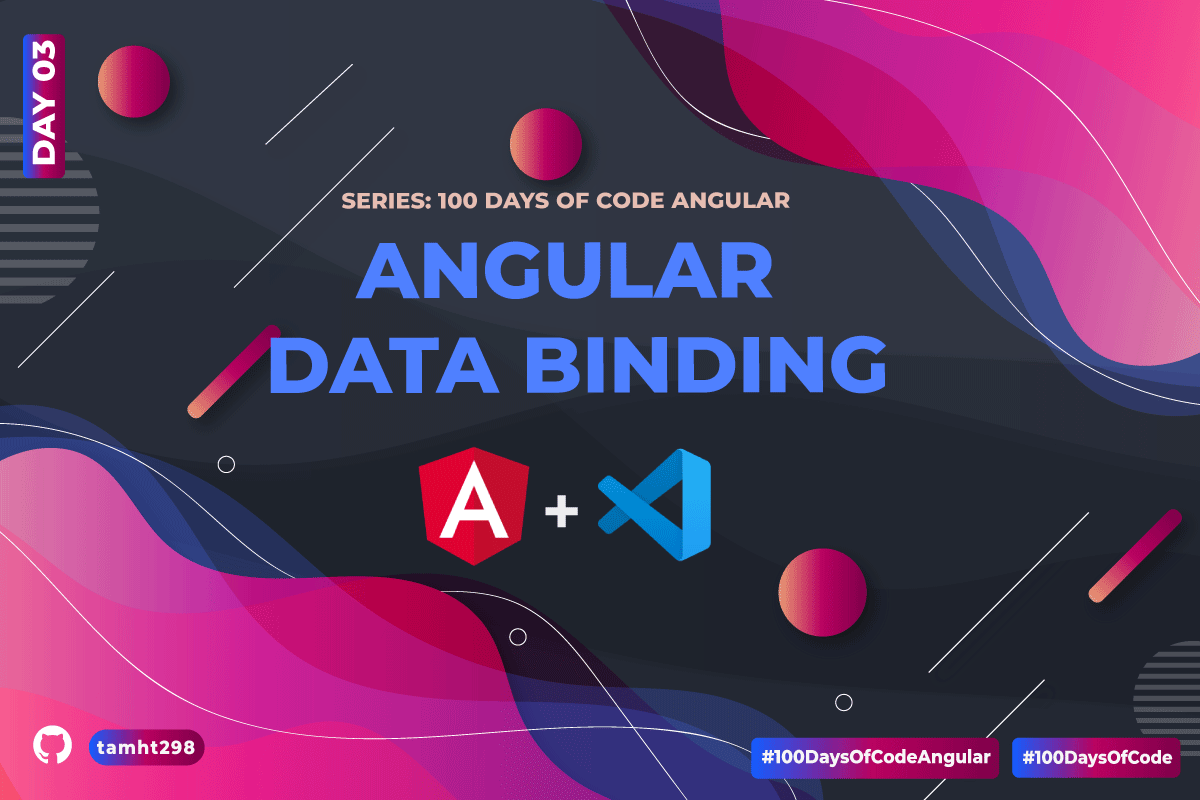 DAY 03
SERIES: 100 DAYS OF CODE ANGULAR
ANGULAR
DATA BINDING
A
+
tamht298
#100DaysOfCodeAngular
#100DaysOfCode